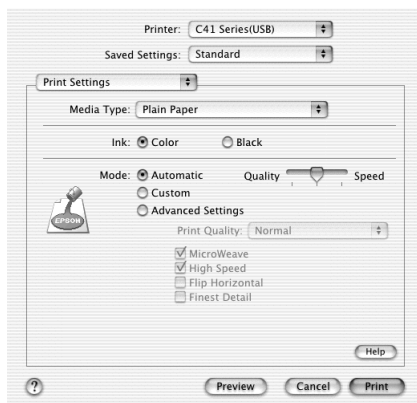 Printer: C41 Series(USB)
Saved Settings: Standard
Print Settings
Media Type: Plain Paper
Ink: Color Black
Mode: Automatic Quality Speed
Custom
EPSON
Advanced Settings
Print Quality: Normal
MicroWeave
High Speed
Flip Horizontal
Finest Detail
Help
? Preview Cancel Print